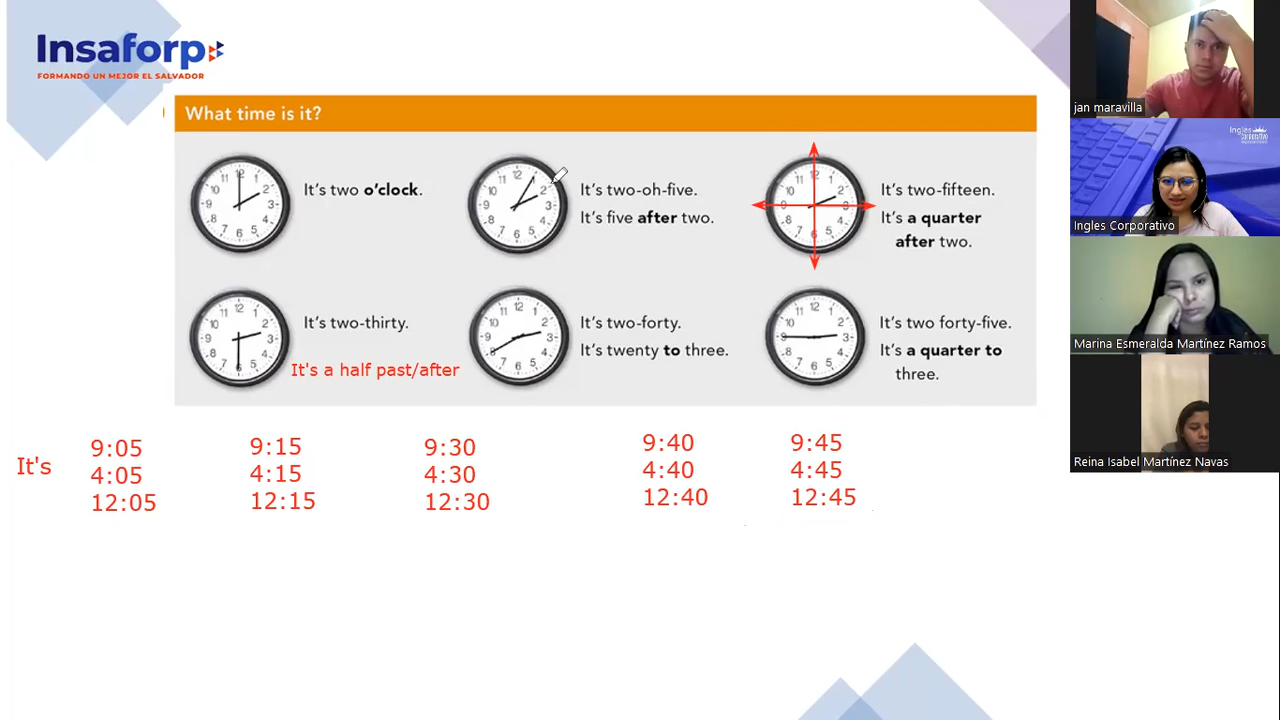 Insaforp
FORMANDO UN MEJOR EL SALVADOR
What time is it?
It's two o'clock.
It's two-oh-five.
It's five after two.
It's two-fifteen.
It's a quarter
after two.
It's two-thirty.
It's a half past/after
It's two-forty.
It's twenty to three.
It's two forty-five.
It's a quarter to
three.
It's
9:05
4:05
12:05
9:15
4:15
12:15
9:30
4:30
12:30
9:40
4:40
12:40
9:45
4:45
12:45
jan maravilla
Ingles
Corporativo
Ingles Corporativo
Marina Esmeralda Martínez Ramos
Reina Isabel Martínez Navas